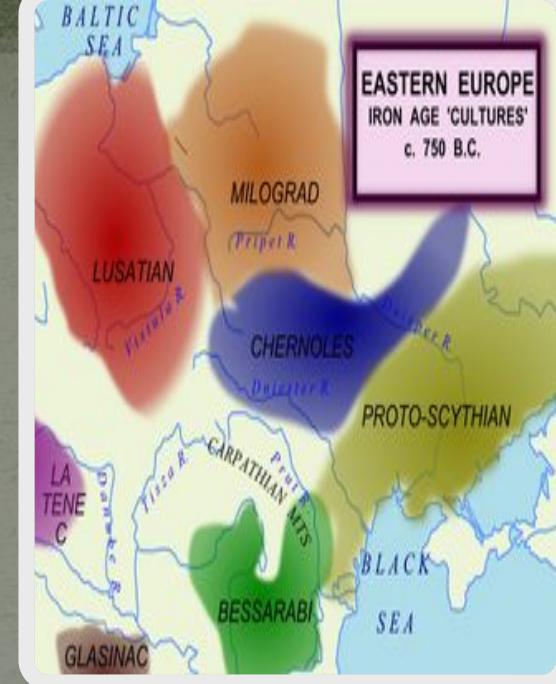 BALTIC
SEA
EASTERN EUROPE
IRON AGE 'CULTURES'
c. 750 B.C.
MILOGRAD
Pripet R
LUSATIAN
Vistula R
CHERNOLES
Dnieper R.
Dniester R.
PROTO-SCYTHIAN
CARPATHIAN MTS
Tisza R
Prut R
LA
TENE
C
Danube R
BLACK
SEA
BESSARABI
GLASINAC